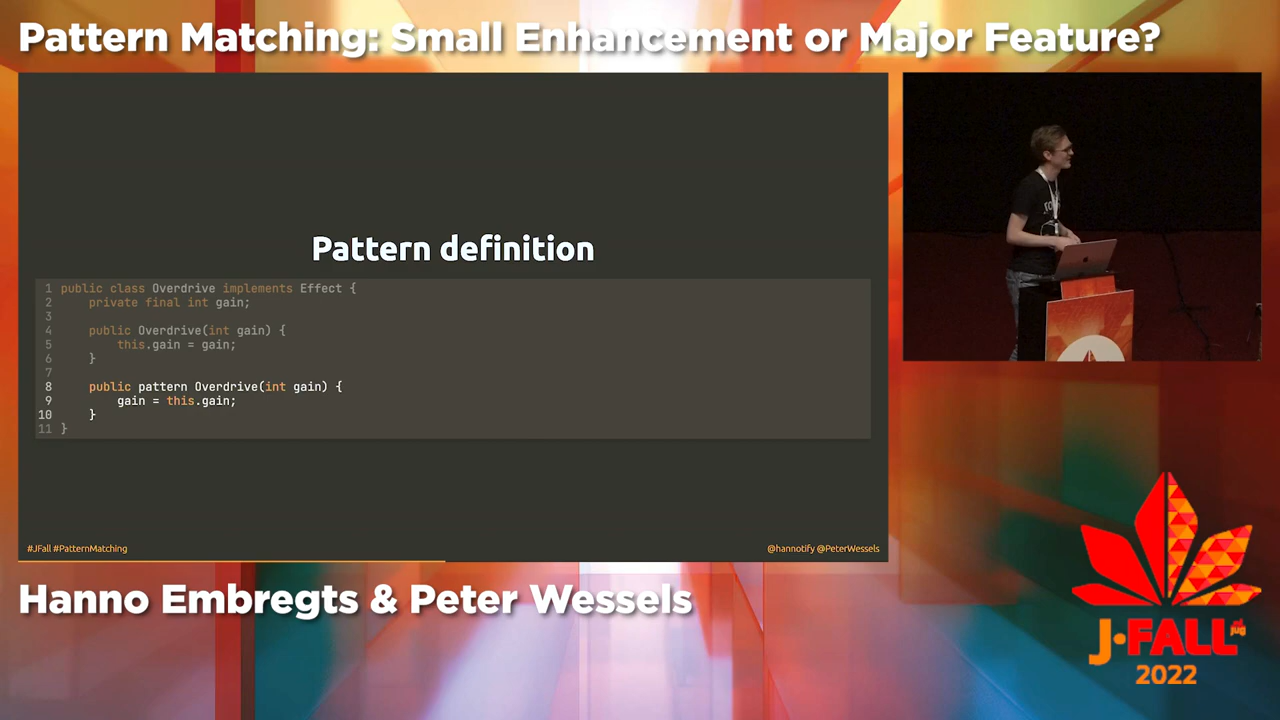 Pattern Matching: Small Enhancement or Major Feature?
Pattern definition
1 public class Overdrive implements Effect {
2 private final int gain;
3
4 public Overdrive(int gain) {
5 this.gain = gain;
6 }
7
8 public pattern Overdrive(int gain) {
9 gain = this.gain;
10 }
11 }
#JFall #PatternMatching
@hannotify @PeterWessels
Hanno Embregts & Peter Wessels
J-FALL
nl jug
2022